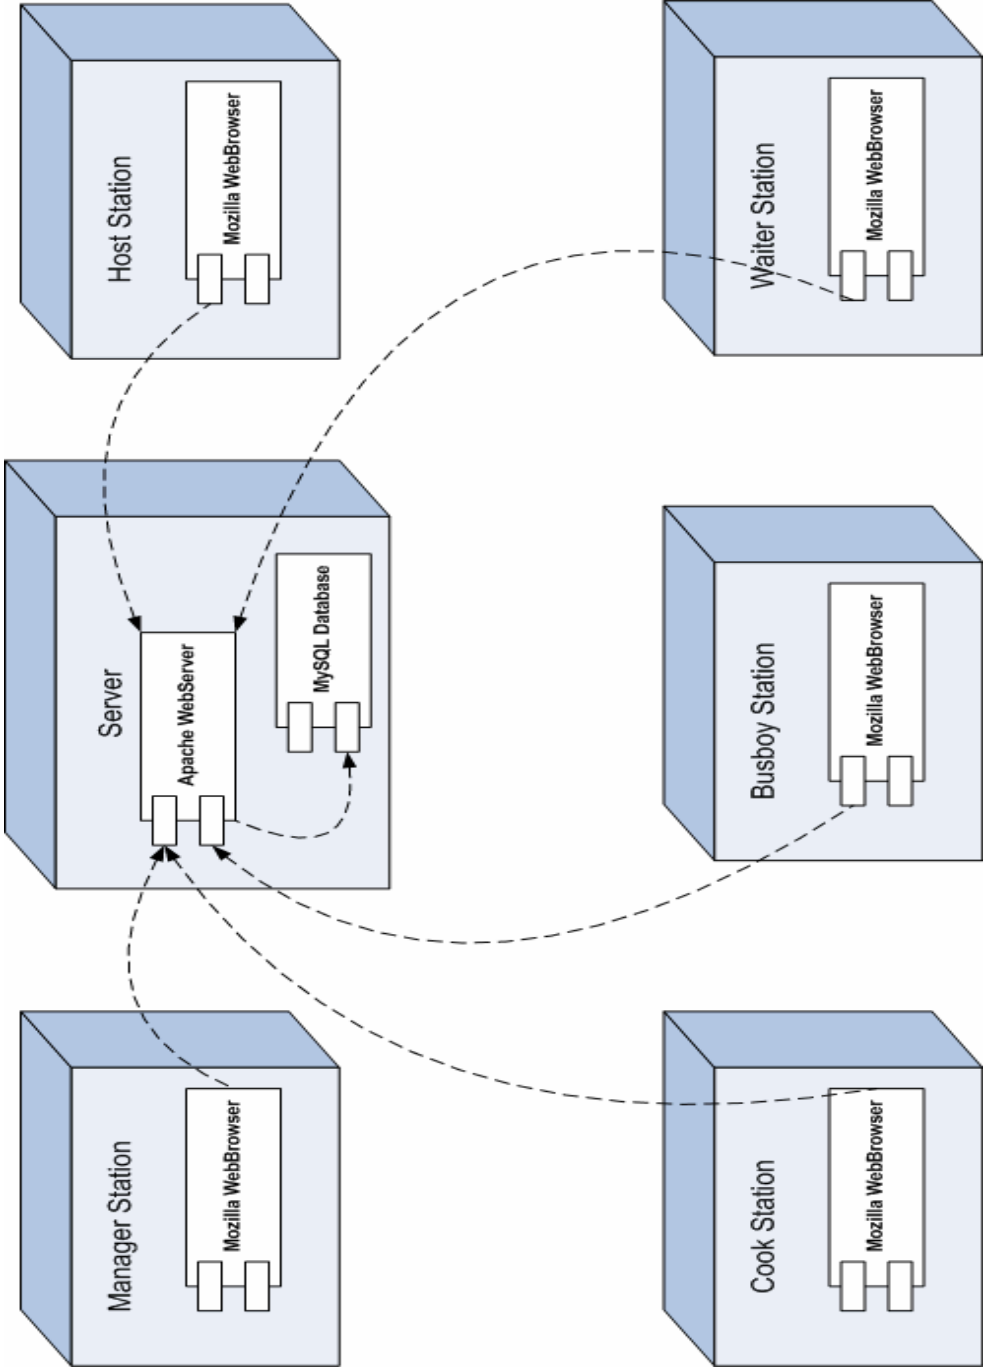 Host Station
Mozilla WebBrowser
Waiter Station
Mozilla WebBrowser
Server
Apache WebServer
MySQL Database
Busboy Station
Mozilla WebBrowser
Manager Station
Mozilla WebBrowser
Cook Station
Mozilla WebBrowser